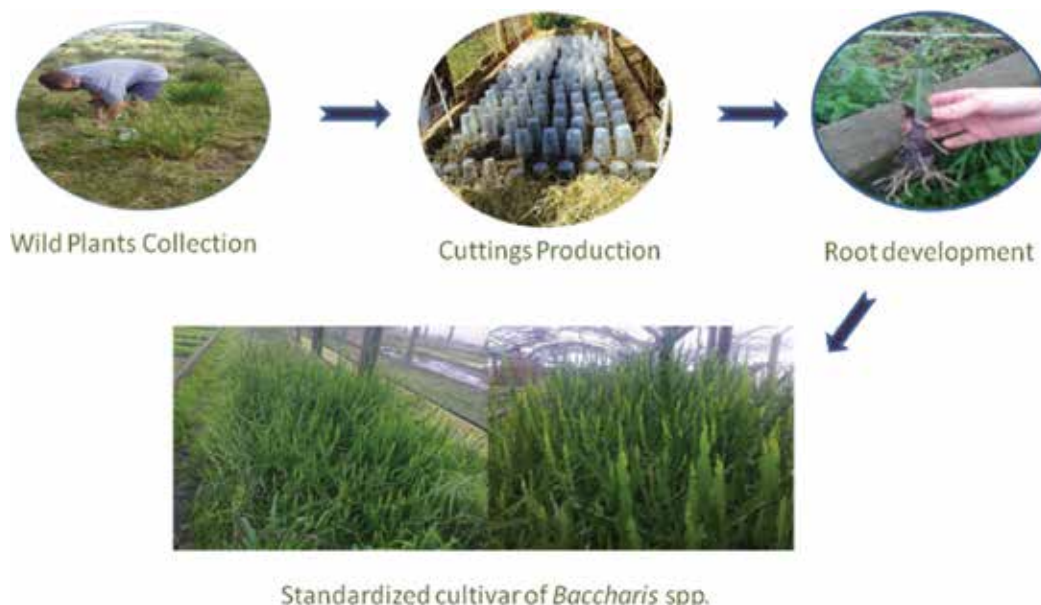 Wild Plants Collection
Cuttings Production
Root development
Standardized cultivar of Baccharis spp.